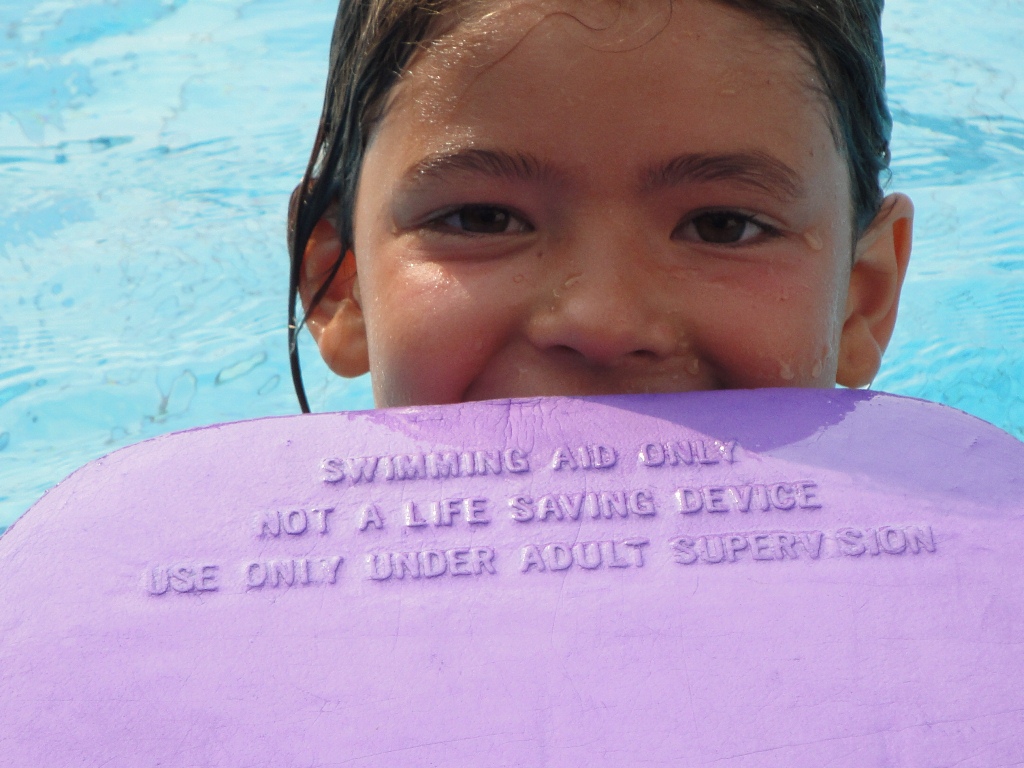 SWIMMING AID ONLY
NOT A LIFE SAVING DEVICE
USE ONLY UNDER ADULT SUPERVISION